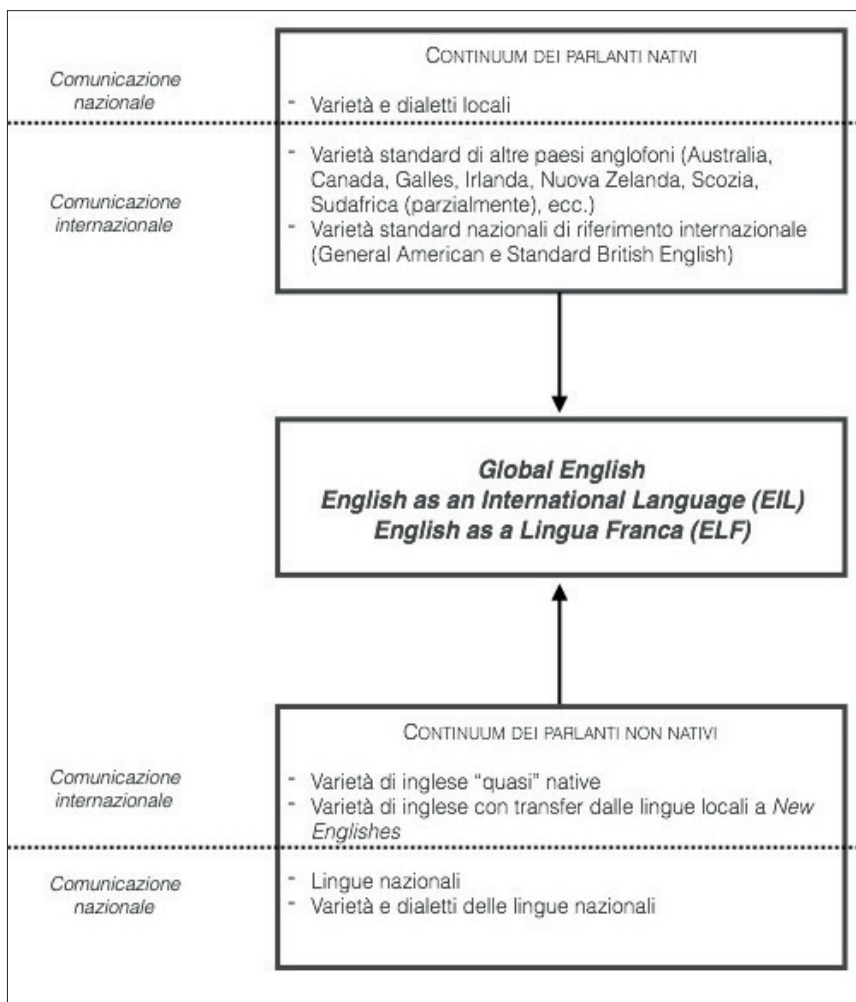 CONTINUUM DEI PARLANTI NATIVI
Comunicazione
nazionale
- Varietà e dialetti locali
- Varietà standard di altre paesi anglofoni (Australia,
Canada, Galles, Irlanda, Nuova Zelanda, Scozia,
Sudafrica (parzialmente), ecc.)
- Varietà standard nazionali di riferimento internazionale
(General American e Standard British English)
Comunicazione
internazionale
Global English
English as an International Language (EIL)
English as a Lingua Franca (ELF)
CONTINUUM DEI PARLANTI NON NATIVI
Comunicazione
internazionale
- Varietà di inglese “quasi” native
- Varietà di inglese con transfer dalle lingue locali a New
Englishes
Comunicazione
nazionale
- Lingue nazionali
- Varietà e dialetti delle lingue nazionali